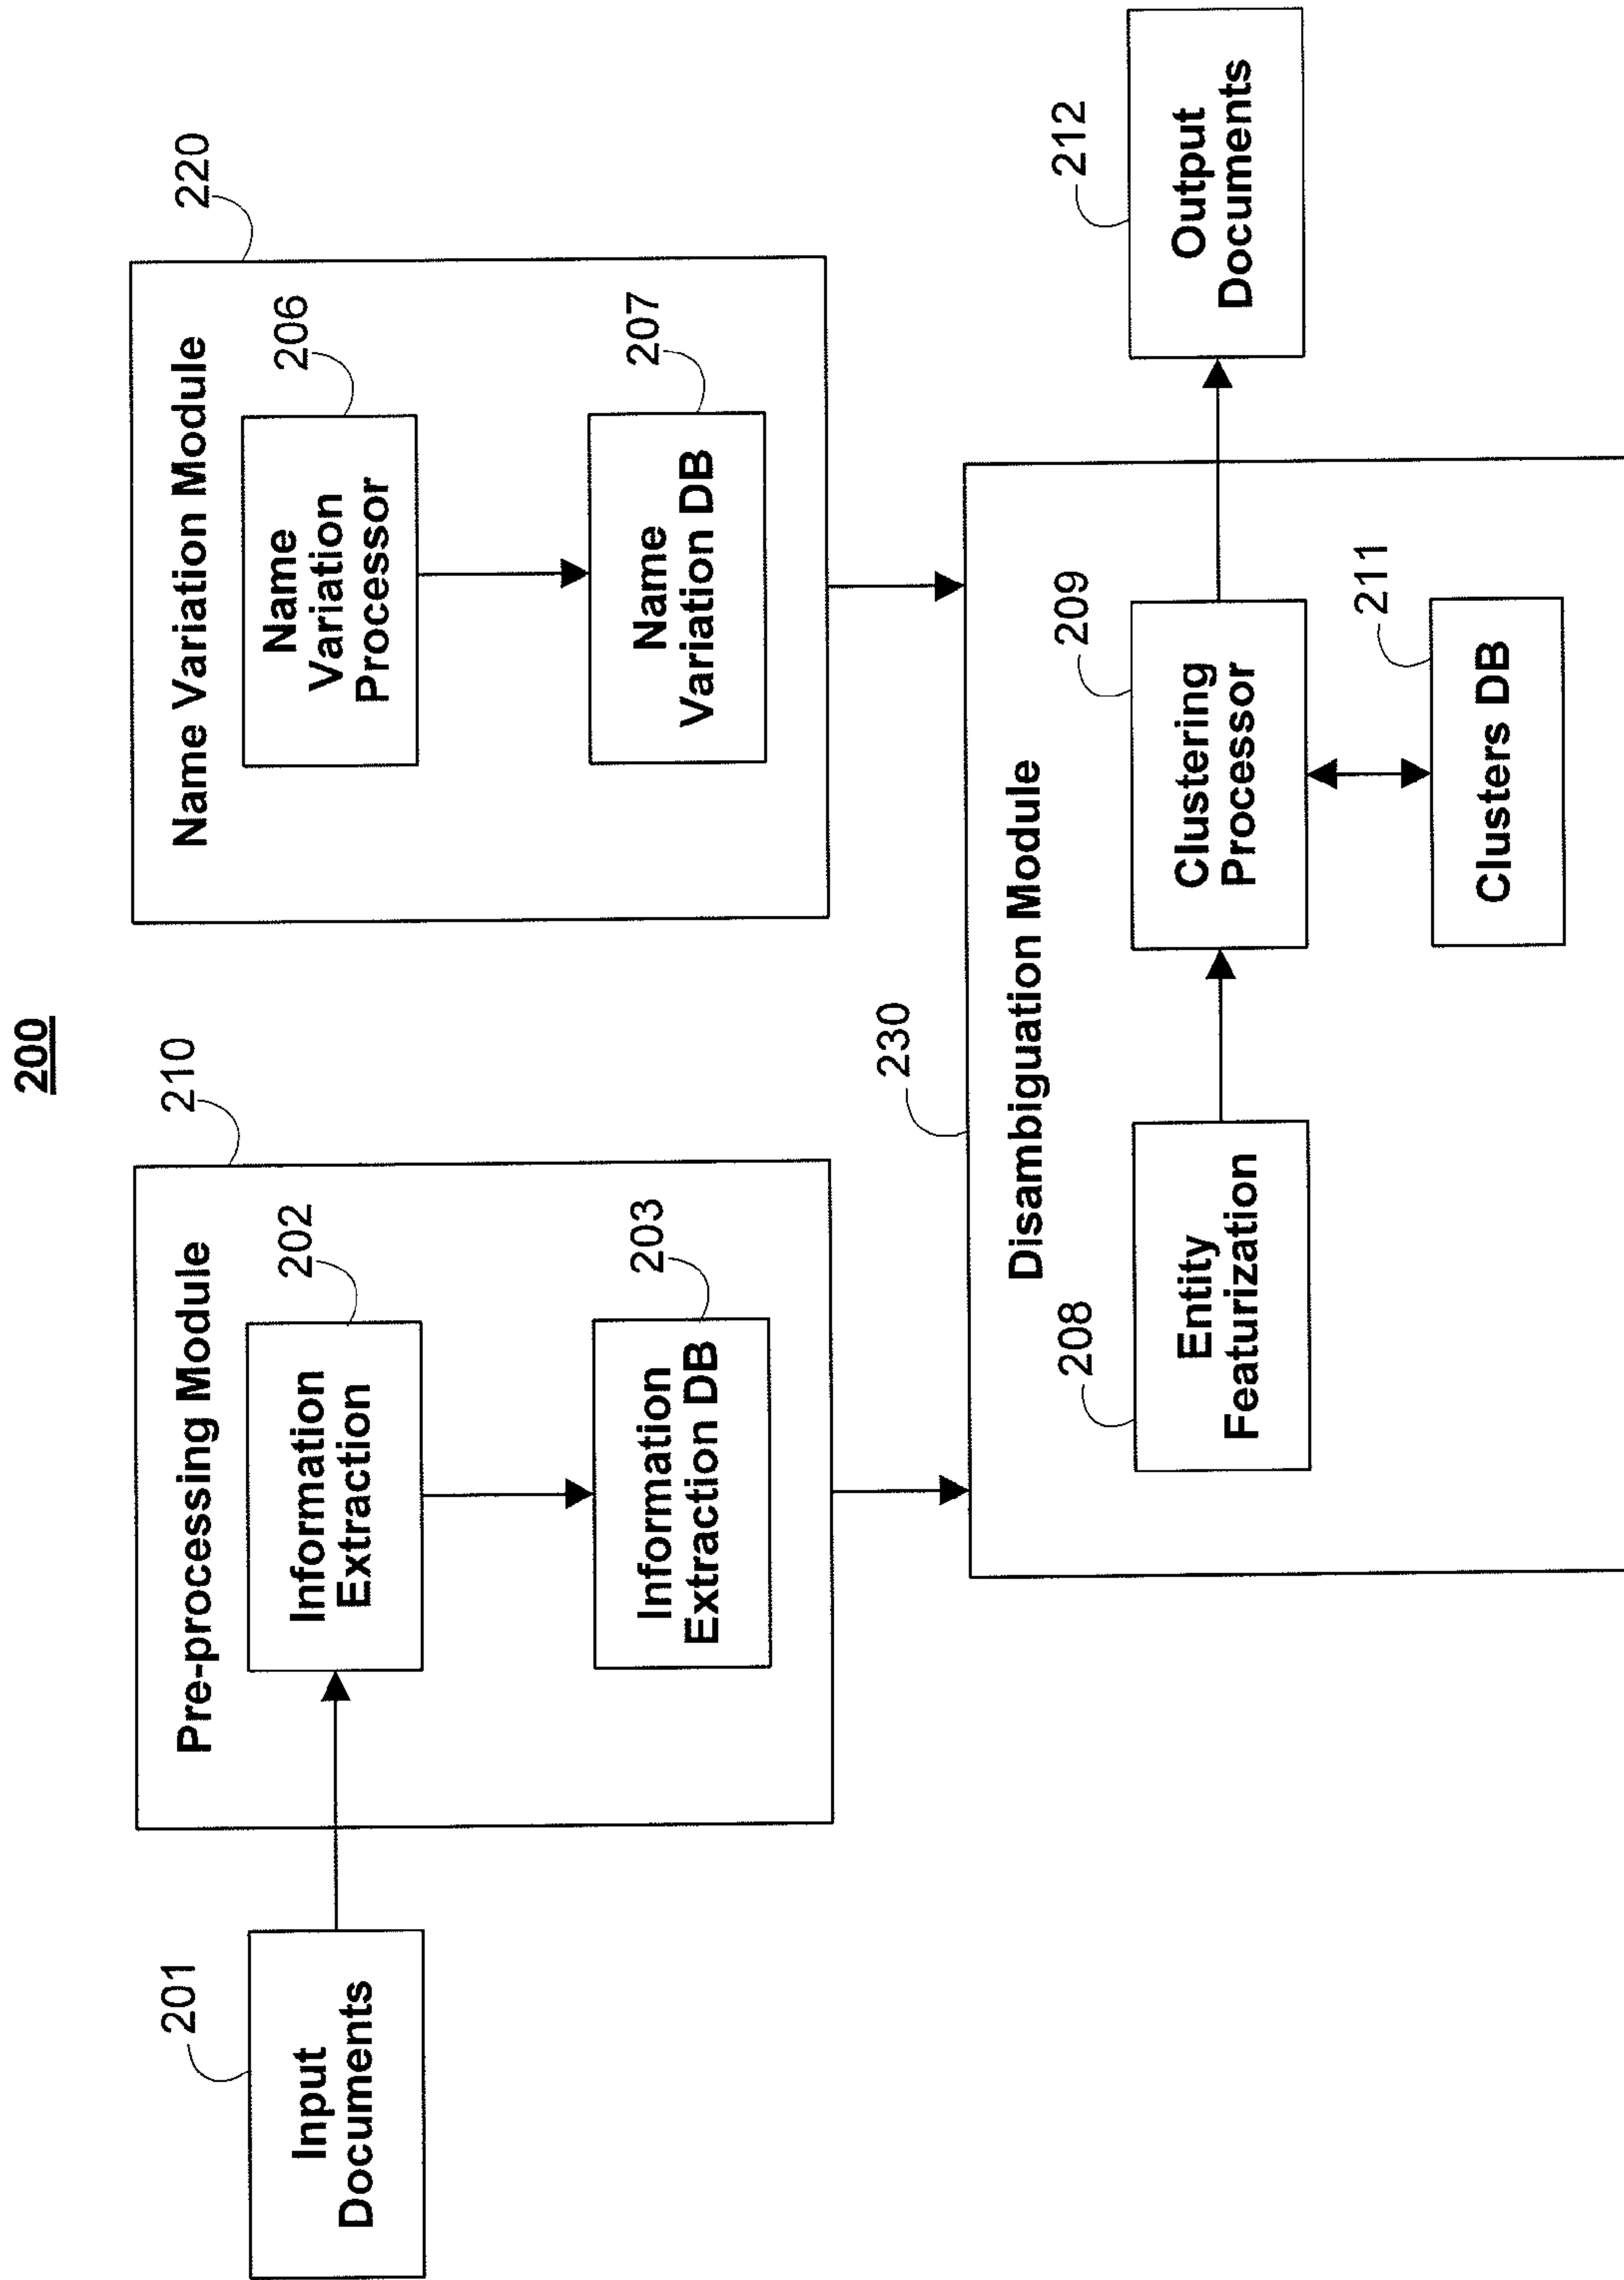 200
210
220
Pre-processing Module
Name Variation Module
201
Input
Documents
202
Information
Extraction
203
Information
Extraction DB
206
Name
Variation
Processor
207
Name
Variation DB
230
Disambiguation Module
208
Entity
Featurization
209
Clustering
Processor
211
Clusters DB
212
Output
Documents